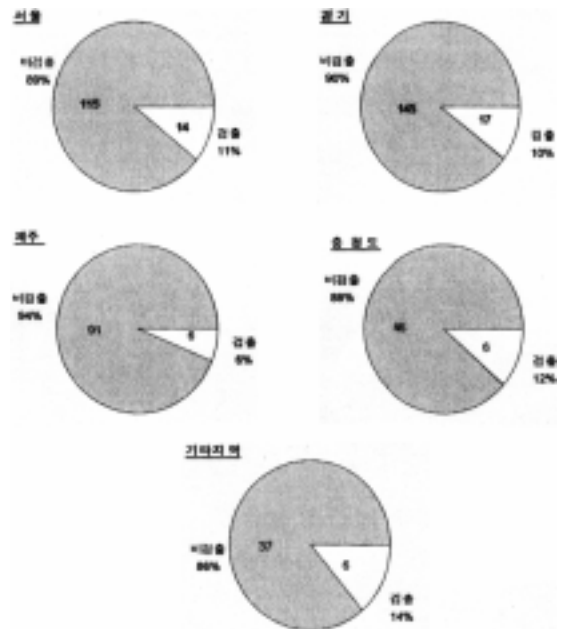 서울
비검출
89%
115
14
검출
11%
경기
비검출
90%
145
17
검출
10%
제주
비검출
94%
91
6
검출
6%
충 청 도
비검출
88%
46
6
검출
12%
기타지역
비검출
86%
37
6
검출
14%